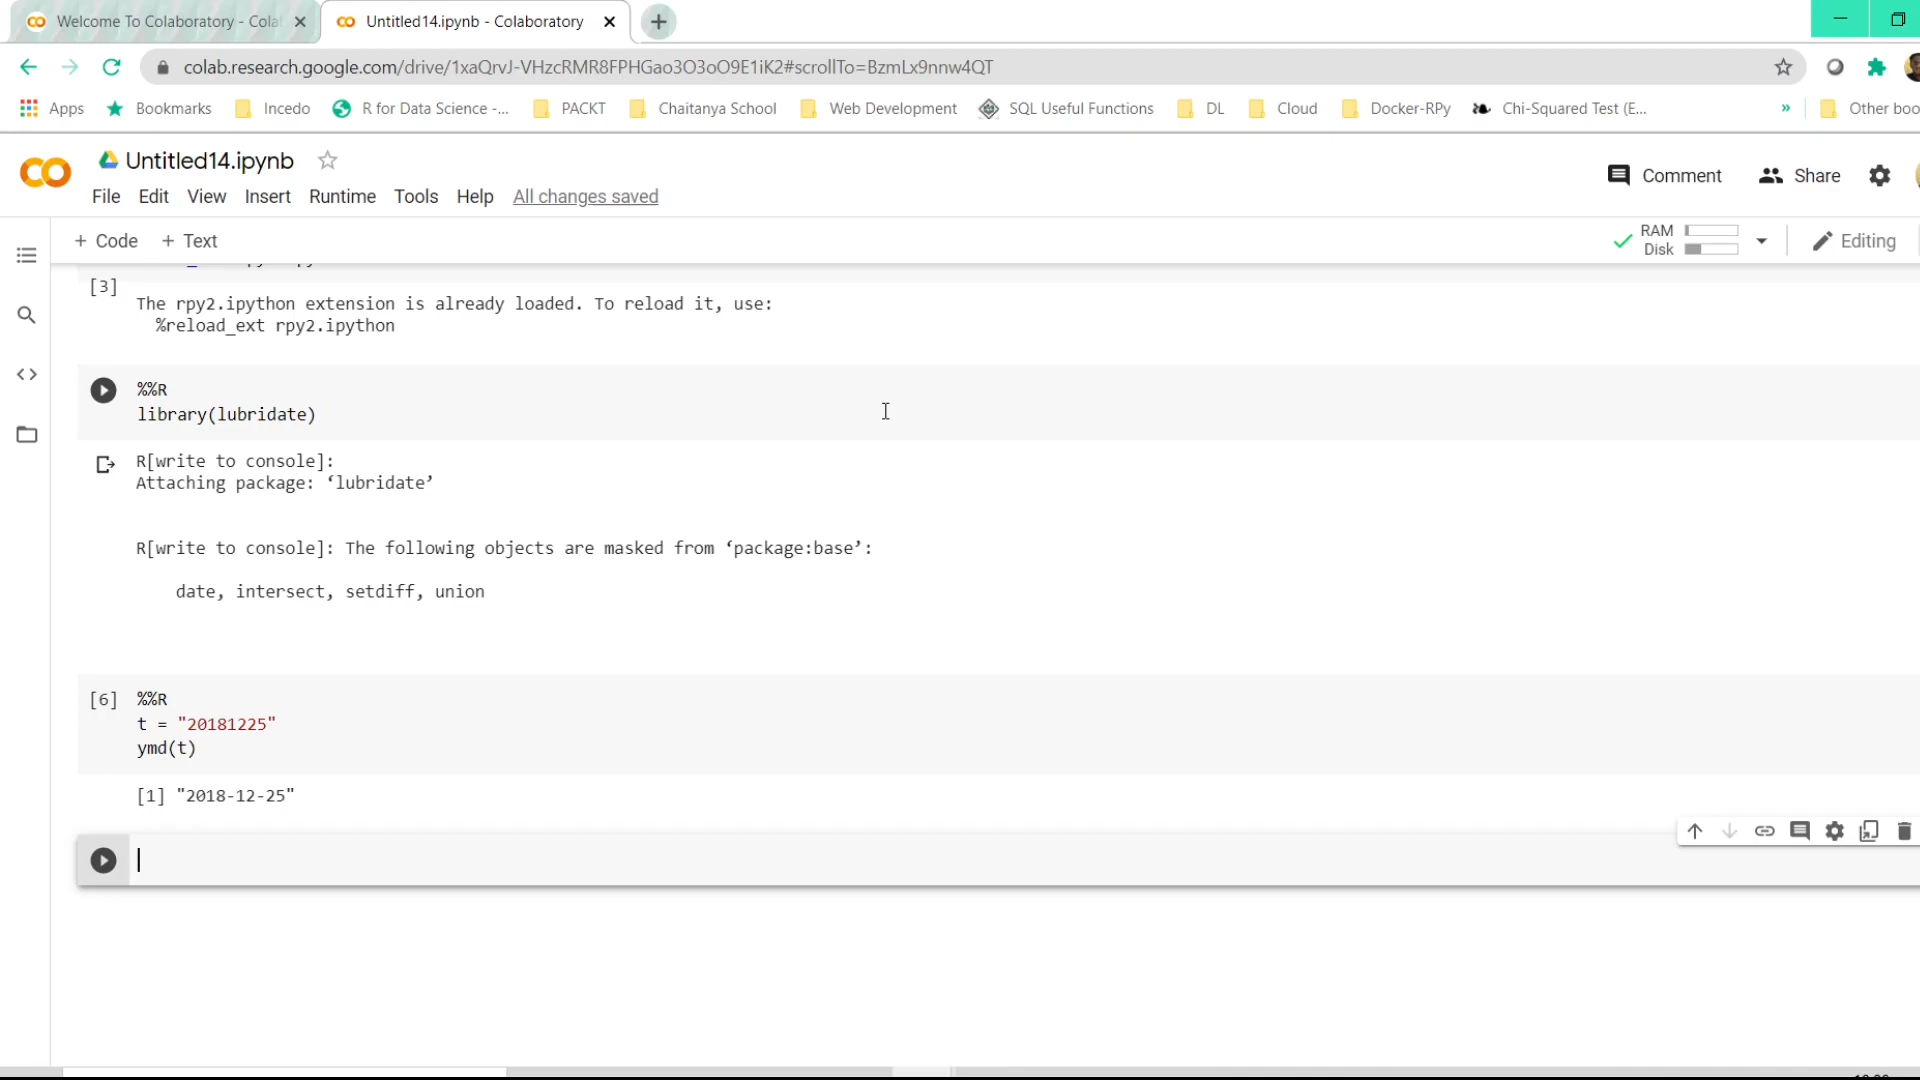 Welcome To Colaboratory - Cola
Untitled14.ipynb - Colaboratory
colab.research.google.com/drive/1xaQrvJ-VHzcRMR8FPHGao3O3oO9E1iK2#scrollTo=BzmLx9nnw4QT
Apps Bookmarks Incedo R for Data Science -... PACKT Chaitanya School Web Development SQL Useful Functions DL Cloud Docker-RPy Chi-Squared Test (E... » Other boo
Untitled14.ipynb
Comment Share
File Edit View Insert Runtime Tools Help All changes saved
+ Code + Text
RAM
Disk
Editing
[3]
The rpy2.ipython extension is already loaded. To reload it, use:
%reload_ext rpy2.ipython
%%R
library(lubridate)
R[write to console]:
Attaching package: ‘lubridate’
R[write to console]: The following objects are masked from ‘package:base’:
date, intersect, setdiff, union
[6] %%R
t = "20181225"
ymd(t)
[1] "2018-12-25"